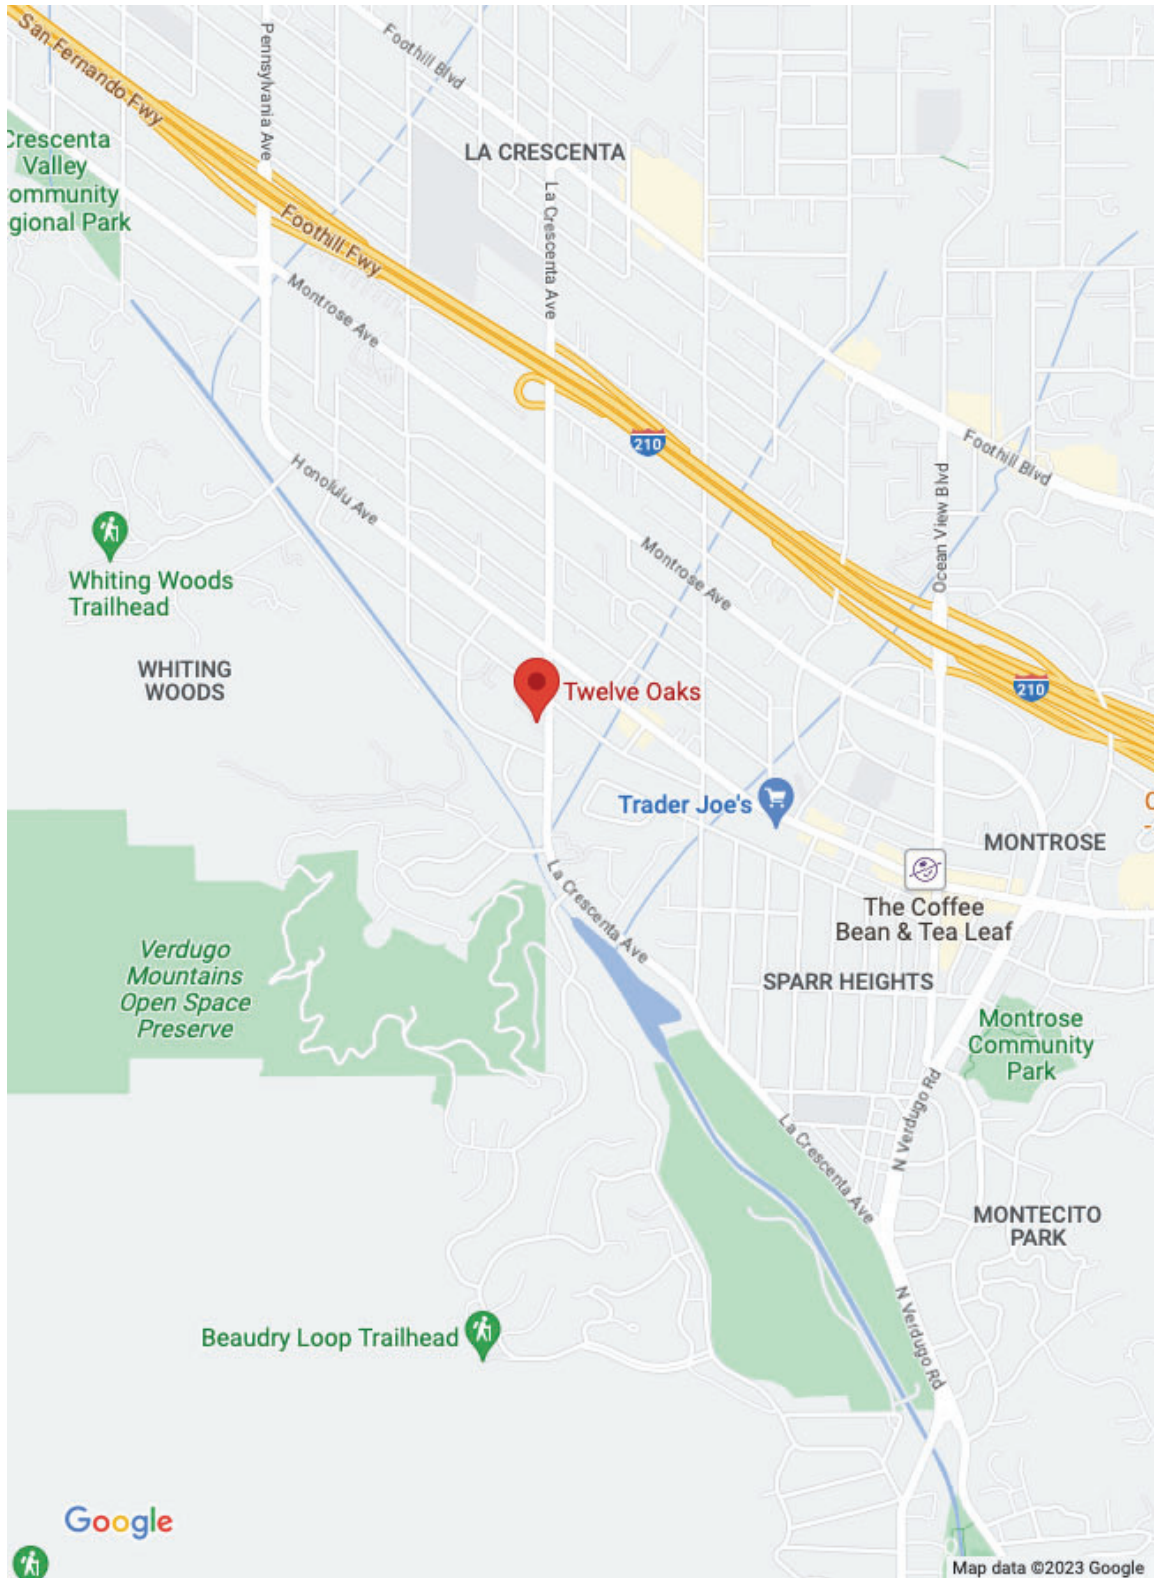 San Fernando Fwy
Pennsylvania Ave
Foothill Blvd
Crescenta
Valley
ommunity
gional Park
LA CRESCENTA
La Crescenta Ave
Foothill Fwy
Montrose Ave
210
Foothill Blvd
Honolulu Ave
Ocean View Blvd
Montrose Ave
Whiting Woods
Trailhead
WHITING
WOODS
Twelve Oaks
210
Trader Joe's
C
MONTROSE
La Crescenta Ave
The Coffee
Bean & Tea Leaf
Verdugo
Mountains
Open Space
Preserve
SPARR HEIGHTS
Montrose
Community
Park
N Verdugo Rd
La Crescenta Ave
MONTECITO
PARK
N Verdugo Rd
Beaudry Loop Trailhead
Google
Map data ©2023 Google